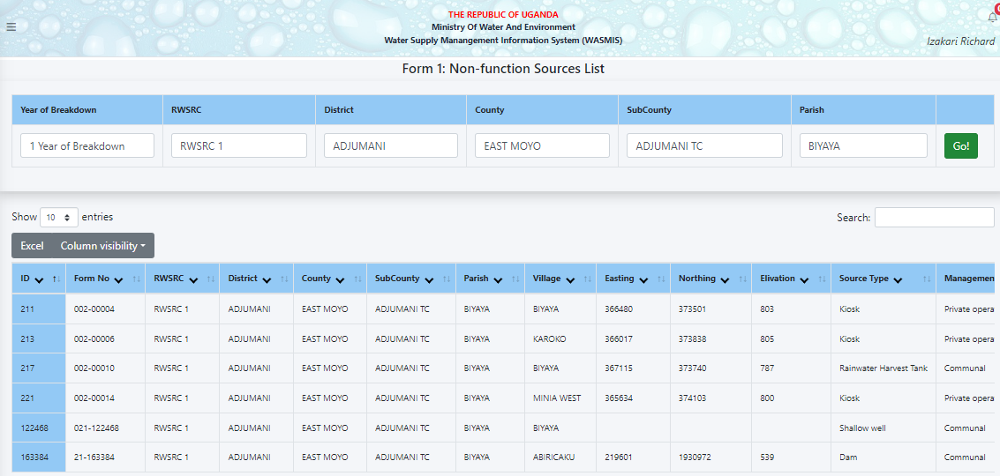 THE REPUBLIC OF UGANDA
Ministry Of Water And Environment
Water Supply Manangement Information System (WASMIS)
Izakari Richard
Form 1: Non-function Sources List
Year of Breakdown RWSRC District County SubCounty Parish
1 Year of Breakdown RWSRC 1 ADJUMANI EAST MOYO ADJUMANI TC BIYAYA Go!
Show 10 entries Search:
Excel Column visibility
ID Form No RWSRC District County SubCounty Parish Village Easting Northing Elivation Source Type Managemen
211 002-00004 RWSRC 1 ADJUMANI EAST MOYO ADJUMANI TC BIYAYA BIYAYA 366480 373501 803 Kiosk Private opera
213 002-00006 RWSRC 1 ADJUMANI EAST MOYO ADJUMANI TC BIYAYA KAROKO 366017 373838 805 Kiosk Private opera
217 002-00010 RWSRC 1 ADJUMANI EAST MOYO ADJUMANI TC BIYAYA BIYAYA 367115 373740 787 Rainwater Harvest Tank Communal
221 002-00014 RWSRC 1 ADJUMANI EAST MOYO ADJUMANI TC BIYAYA MINIA WEST 365634 374103 800 Kiosk Private opera
122468 021-122468 RWSRC 1 ADJUMANI EAST MOYO ADJUMANI TC BIYAYA BIYAYA Shallow well Communal
163384 21-163384 RWSRC 1 ADJUMANI EAST MOYO ADJUMANI TC BIYAYA ABIRICAKU 219601 1930972 539 Dam Communal